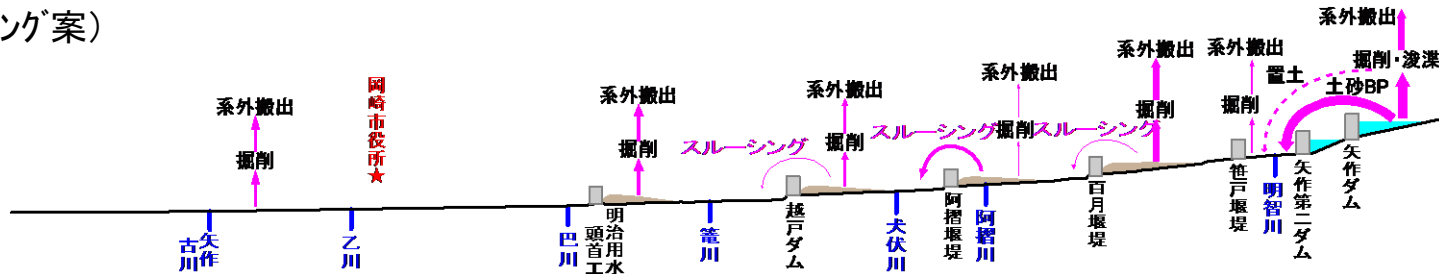 ング案)
系外搬出
掘削
岡崎市役所★
系外搬出
掘削
スルーシング
系外搬出
掘削
スルーシング
系外搬出
掘削
スルーシング
系外搬出
掘削
系外搬出
掘削
置土
土砂BP
系外搬出
掘削・浚渫
矢作古川
乙川
巴川
明治用水頭首工
篭川
越戸ダム
犬伏川
阿摺堰堤
阿摺川
百月堰堤
笹戸堰堤
明智川
矢作第二ダム
矢作ダム